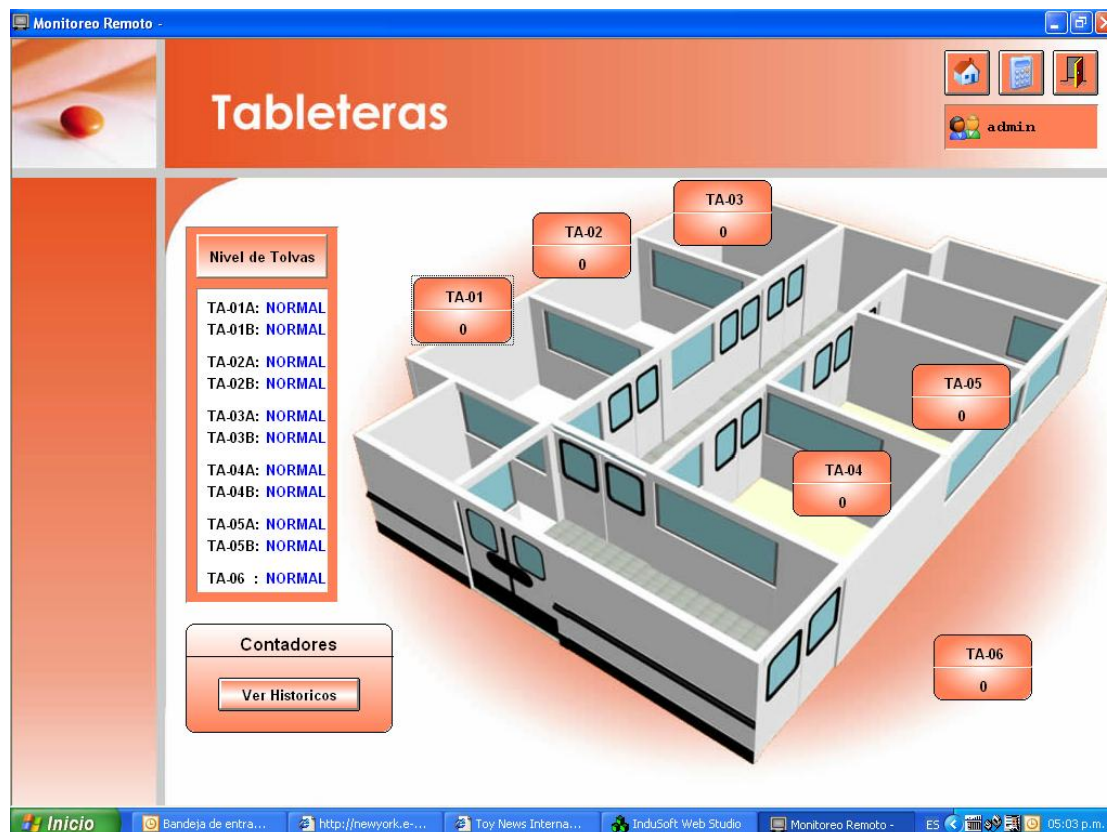 Monitoreo Remoto -
Tableteras
admin
Nivel de Tolvas
TA-01A: NORMAL
TA-01B: NORMAL
TA-02A: NORMAL
TA-02B: NORMAL
TA-03A: NORMAL
TA-03B: NORMAL
TA-04A: NORMAL
TA-04B: NORMAL
TA-05A: NORMAL
TA-05B: NORMAL
TA-06 : NORMAL
Contadores
Ver Historicos
TA-01
0
TA-02
0
TA-03
0
TA-04
0
TA-05
0
TA-06
0
Inicio
Bandeja de entra...
http://newyork.e-...
Toy News Interna...
InduSoft Web Studio
Monitoreo Remoto -
ES
05:03 p.m.